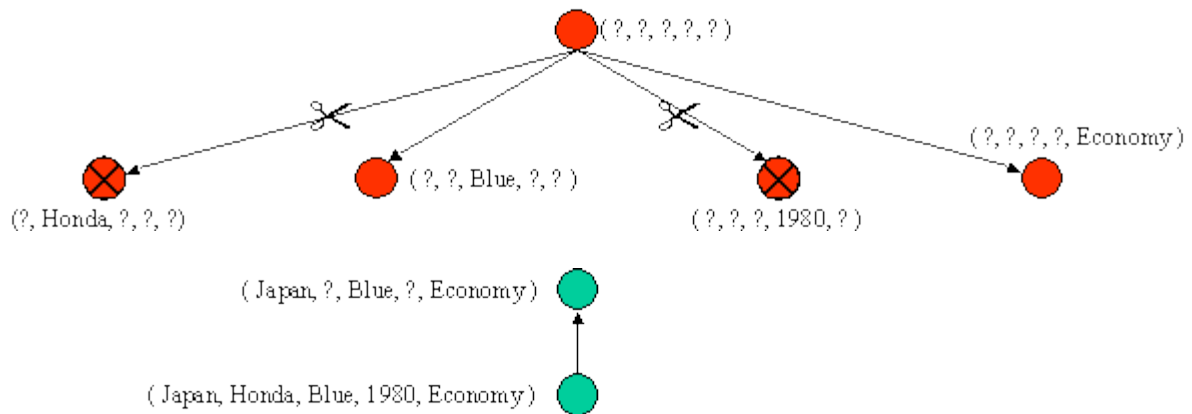 ( ?, ?, ?, ?, ? )
( ?, ?, ?, ?, Economy )
( ?, ?, Blue, ?, ? )
(?, Honda, ?, ?, ?)
( ?, ?, ?, 1980, ? )
( Japan, ?, Blue, ?, Economy )
( Japan, Honda, Blue, 1980, Economy )